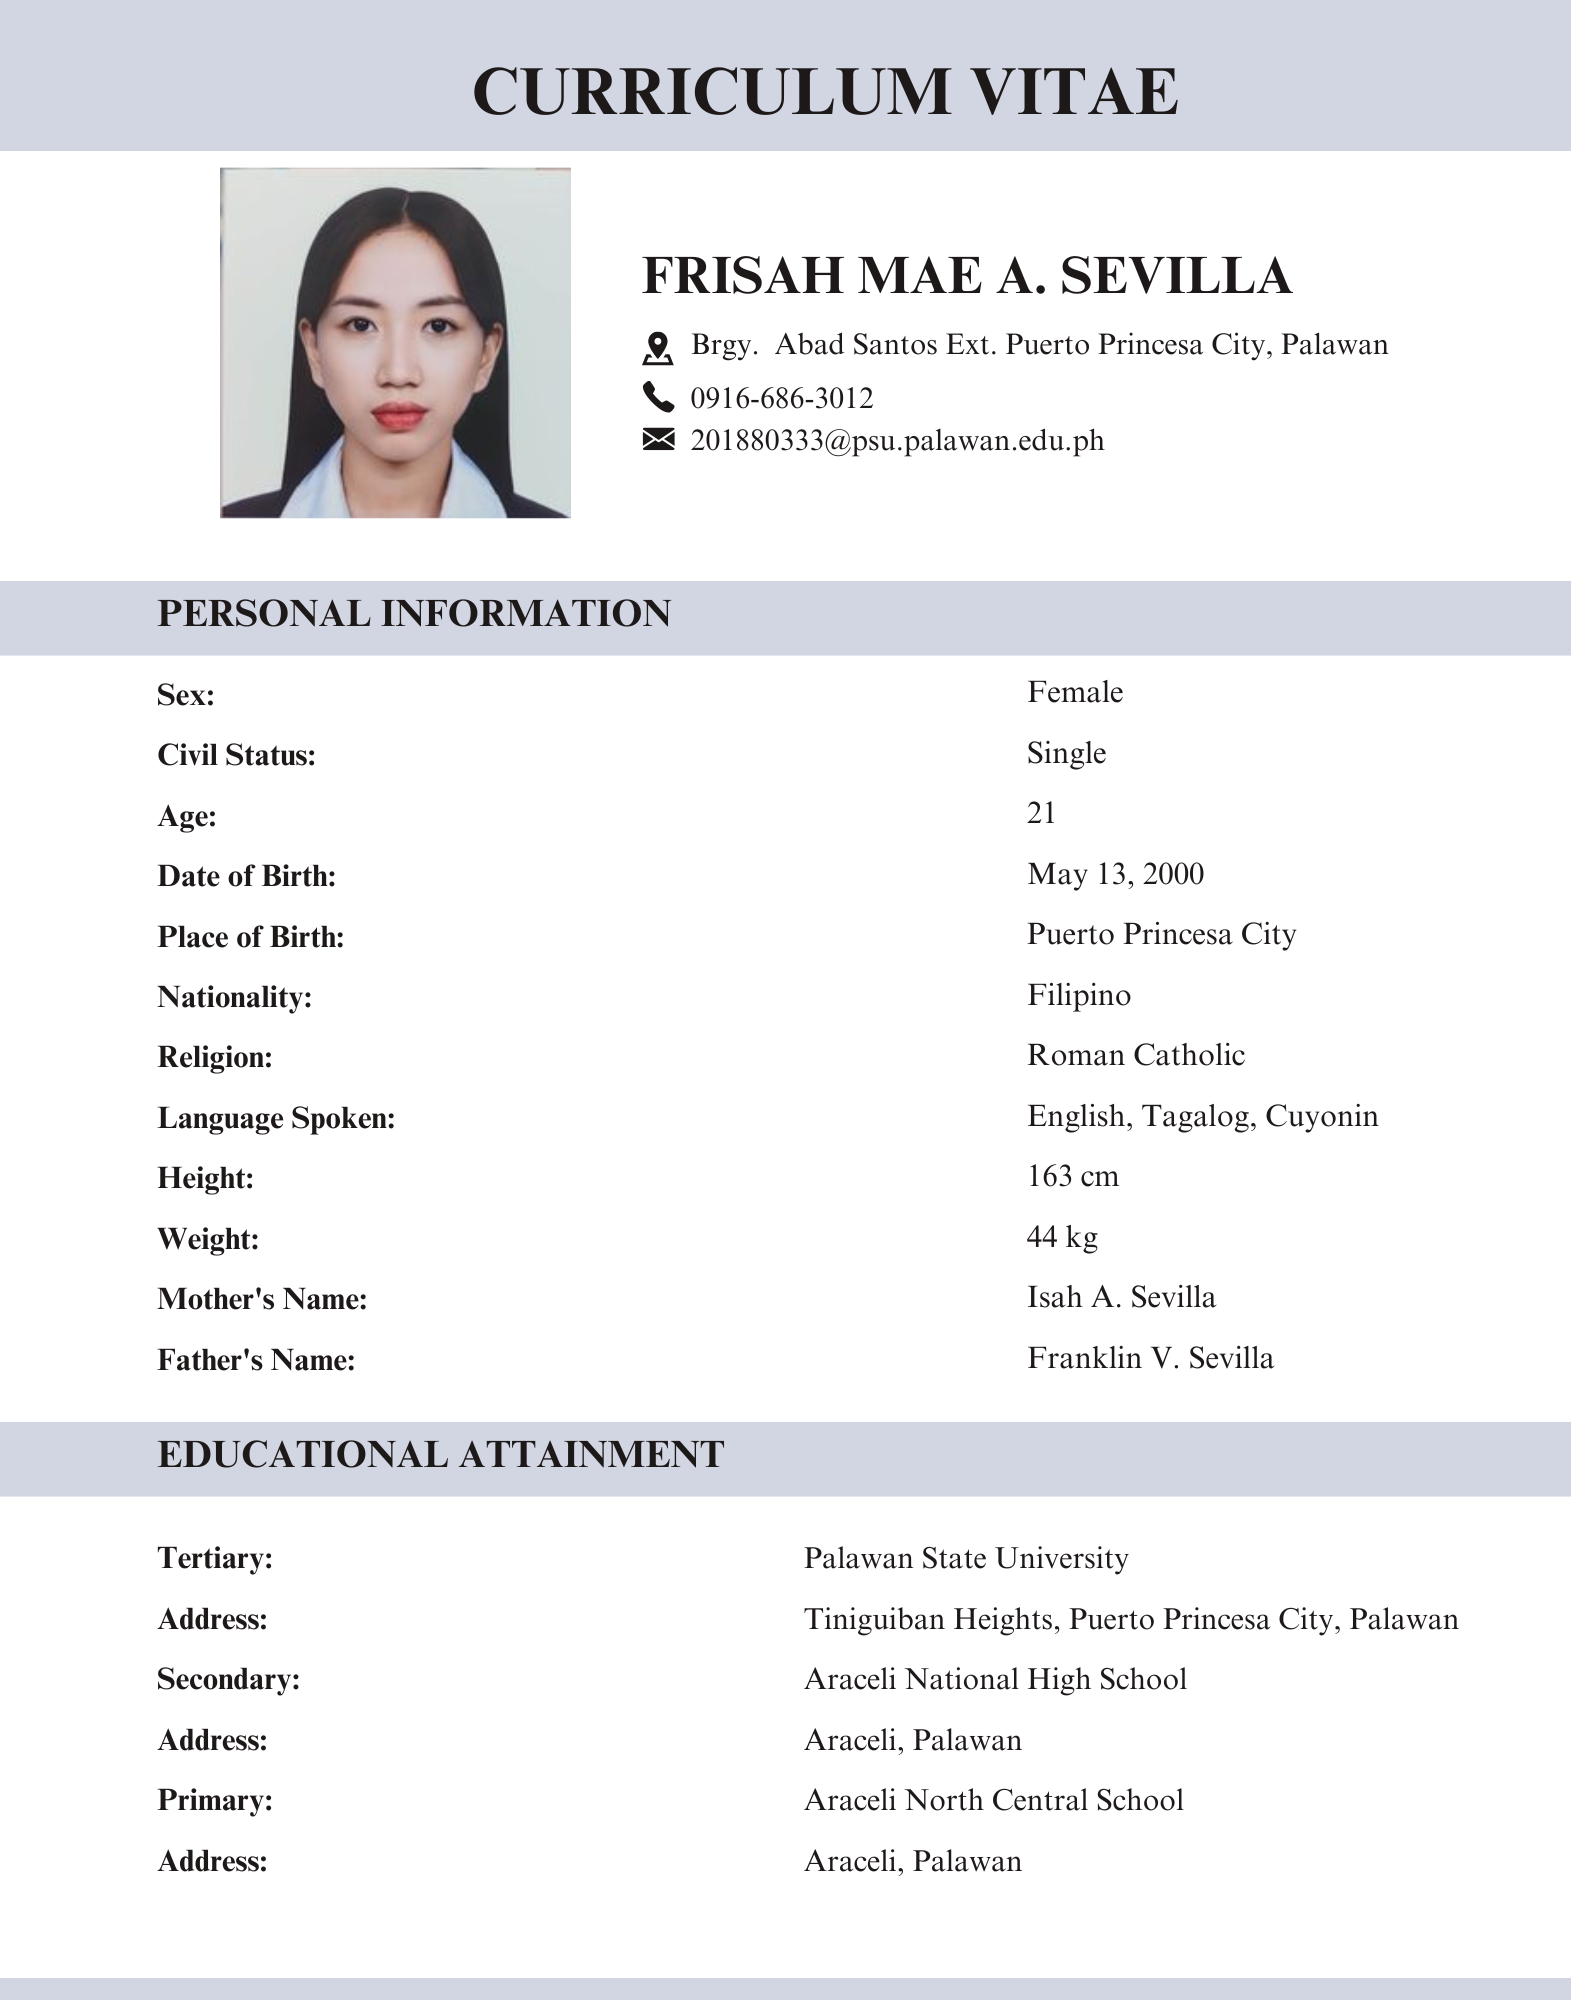 CURRICULUM VITAE
FRISAH MAE A. SEVILLA
Brgy.  Abad Santos Ext. Puerto Princesa City, Palawan
0916-686-3012
201880333@psu.palawan.edu.ph
PERSONAL INFORMATION
Sex: Female
Civil Status: Single
Age: 21
Date of Birth: May 13, 2000
Place of Birth: Puerto Princesa City
Nationality: Filipino
Religion: Roman Catholic
Language Spoken: English, Tagalog, Cuyonin
Height: 163 cm
Weight: 44 kg
Mother's Name: Isah A. Sevilla
Father's Name: Franklin V. Sevilla
EDUCATIONAL ATTAINMENT
Tertiary: Palawan State University
Address: Tiniguiban Heights, Puerto Princesa City, Palawan
Secondary: Araceli National High School
Address: Araceli, Palawan
Primary: Araceli North Central School
Address: Araceli, Palawan